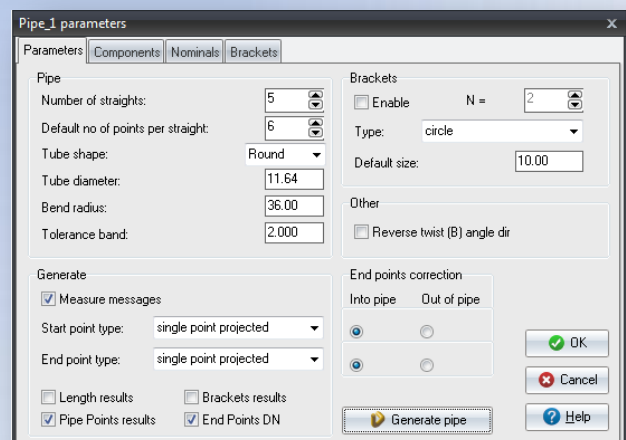 Pipe_1 parameters x
Parameters Components Nominals Brackets
Pipe
Number of straights: 5
Default no of points per straight: 6
Tube shape: Round
Tube diameter: 11.64
Bend radius: 36.00
Tolerance band: 2.000
Brackets
Enable N = 2
Type: circle
Default size: 10.00
Other
Reverse twist (B) angle dir
Generate
Measure messages
Start point type: single point projected
End point type: single point projected
Length results Brackets results
Pipe Points results End Points DN
End points correction
Into pipe Out of pipe
Generate pipe
OK
Cancel
Help